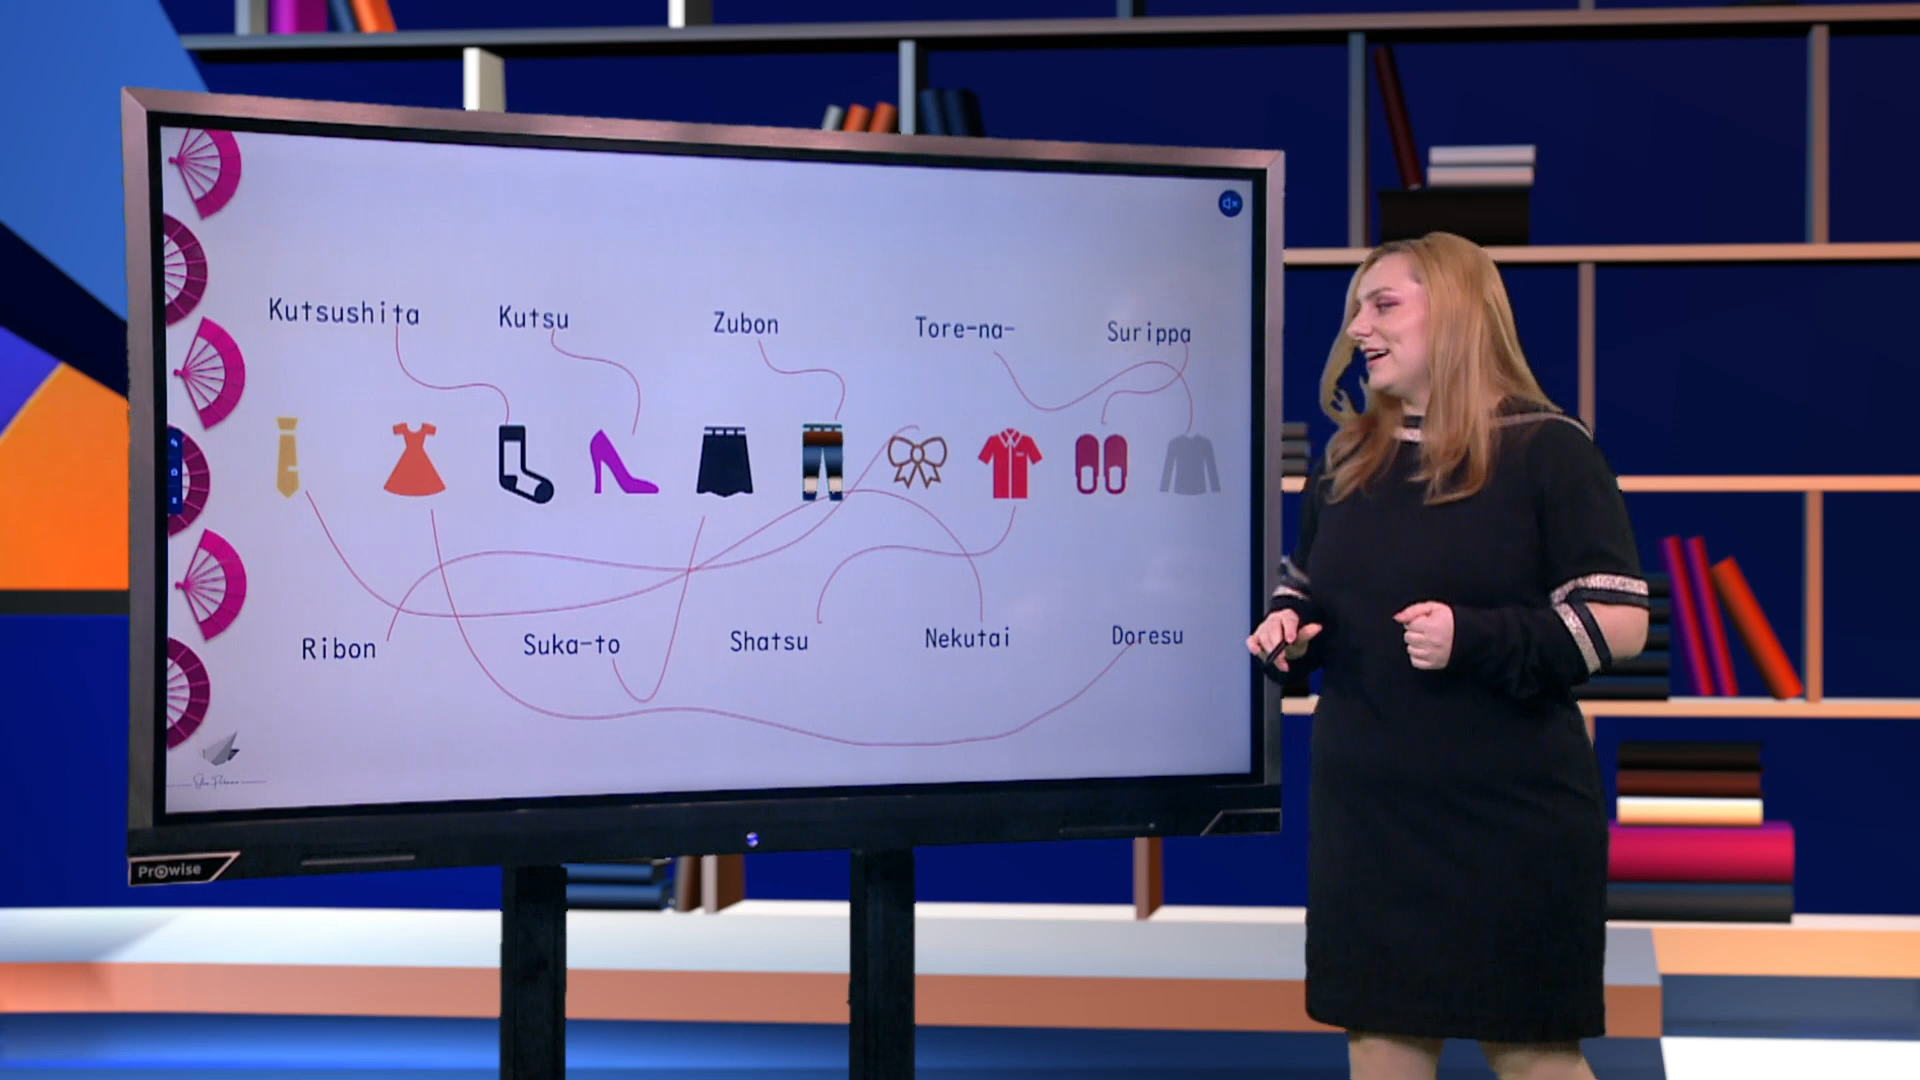 Kutsushita
Kutsu
Zubon
Tore-na-
Surippa
Ribon
Suka-to
Shatsu
Nekutai
Doresu
Prowise